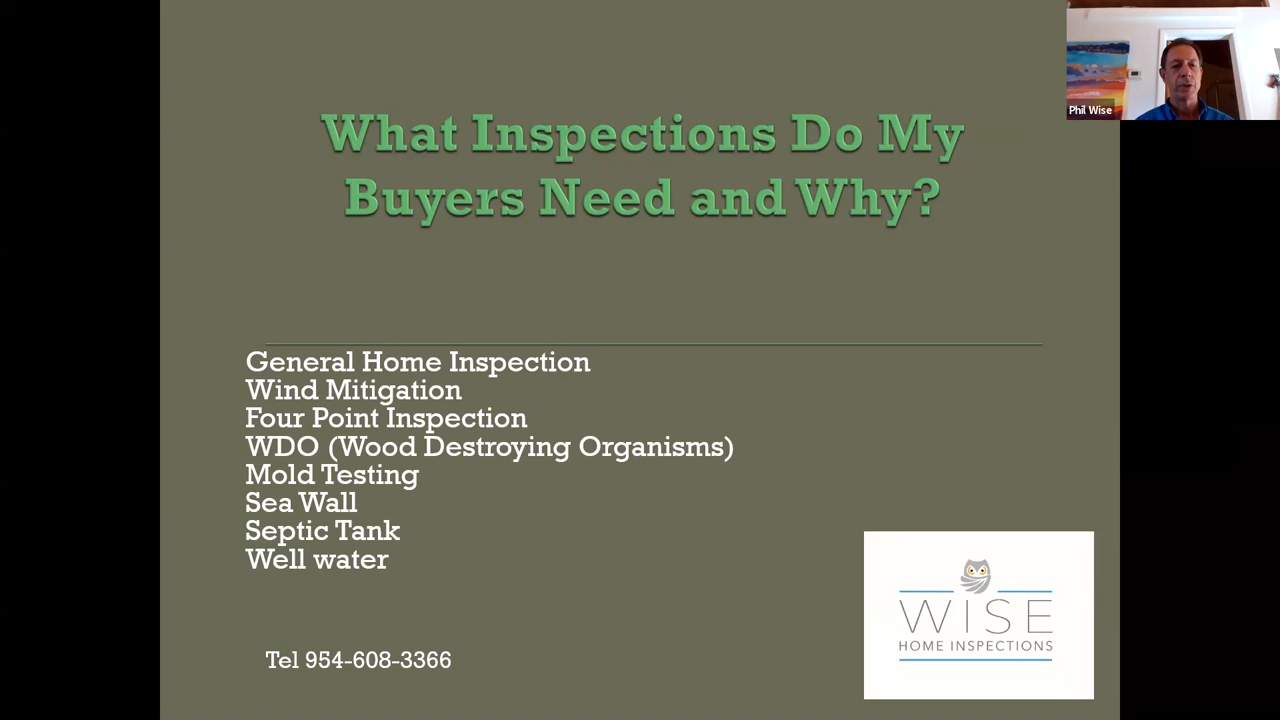 What Inspections Do My
Buyers Need and Why?
Phil Wise
General Home Inspection
Wind Mitigation
Four Point Inspection
WDO (Wood Destroying Organisms)
Mold Testing
Sea Wall
Septic Tank
Well water
Tel 954-608-3366
WISE
HOME INSPECTIONS